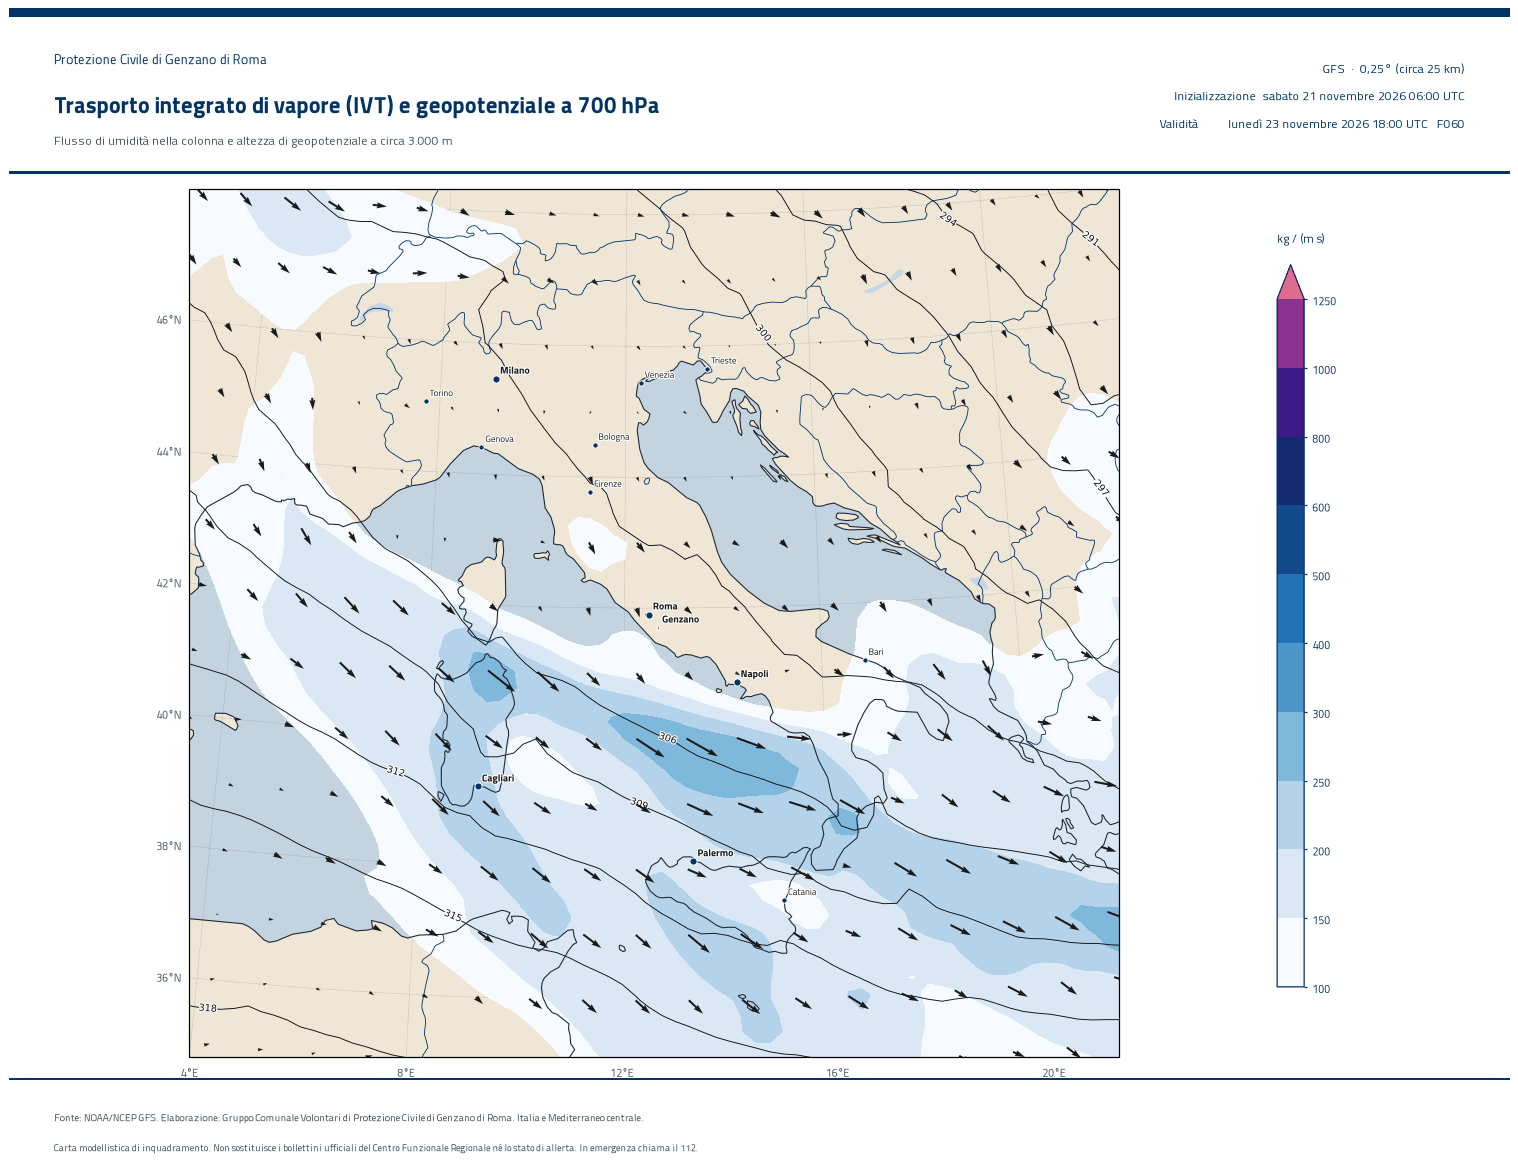 Protezione Civile di Genzano di Roma
Trasporto integrato di vapore (IVT) e geopotenziale a 700 hPa
Flusso di umidità nella colonna e altezza di geopotenziale a circa 3.000 m
GFS · 0,25° (circa 25 km)
Inizializzazione sabato 21 novembre 2026 06:00 UTC
Validità lunedì 23 novembre 2026 18:00 UTC F060
294
291
300
297
306
312
309
315
318
46°N
44°N
42°N
40°N
38°N
36°N
4°E
8°E
12°E
16°E
20°E
Milano
Torino
Venezia
Trieste
Genova
Bologna
Firenze
Roma
Genzano
Napoli
Bari
Cagliari
Palermo
Catania
kg / (m s)
1250
1000
800
600
500
400
300
250
200
150
100
Fonte: NOAA/NCEP GFS. Elaborazione: Gruppo Comunale Volontari di Protezione Civile di Genzano di Roma. Italia e Mediterraneo centrale.
Carta modellistica di inquadramento. Non sostituisce i bollettini ufficiali del Centro Funzionale Regionale né lo stato di allerta. In emergenza chiama il 112.